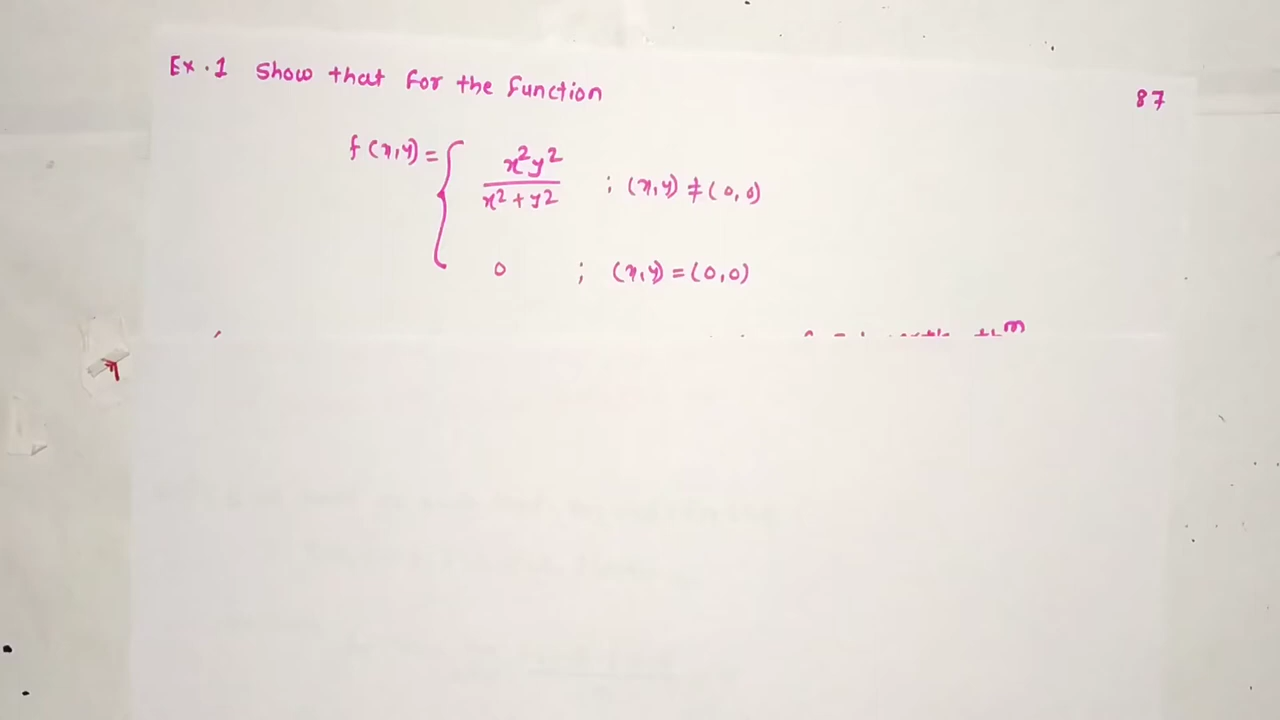 Ex.1 Show that for the function
87
f(x,y) = { x²y² / x²+y² ; (x,y) ≠ (0,0)
0 ; (x,y) = (0,0)